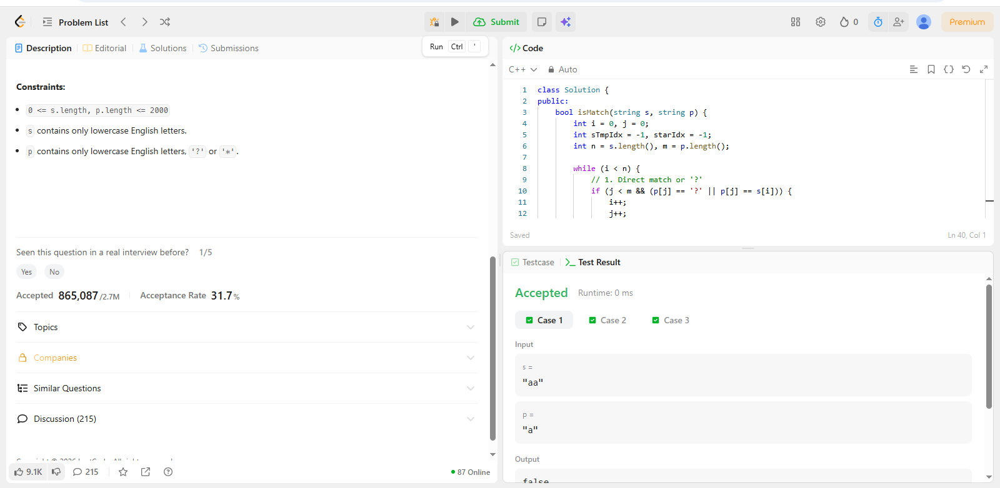 Problem List
Submit
0
Premium
Description
Editorial
Solutions
Submissions
Run Ctrl '
Constraints:
0 <= s.length, p.length <= 2000
s contains only lowercase English letters.
p contains only lowercase English letters, '?' or '*'.
Seen this question in a real interview before? 1/5
Yes No
Accepted 865,087/2.7M Acceptance Rate 31.7%
Topics
Companies
Similar Questions
Discussion (215)
9.1K 215
87 Online
</> Code
C++ Auto
1 class Solution {
2 public:
3 bool isMatch(string s, string p) {
4 int i = 0, j = 0;
5 int sTmpIdx = -1, starIdx = -1;
6 int n = s.length(), m = p.length();
7
8 while (i < n) {
9 // 1. Direct match or '?'
10 if (j < m && (p[j] == '?' || p[j] == s[i])) {
11 i++;
12 j++;
Saved Ln 40, Col 1
Testcase
Test Result
Accepted Runtime: 0 ms
Case 1 Case 2 Case 3
Input
s =
"aa"
p =
"a"
Output
false